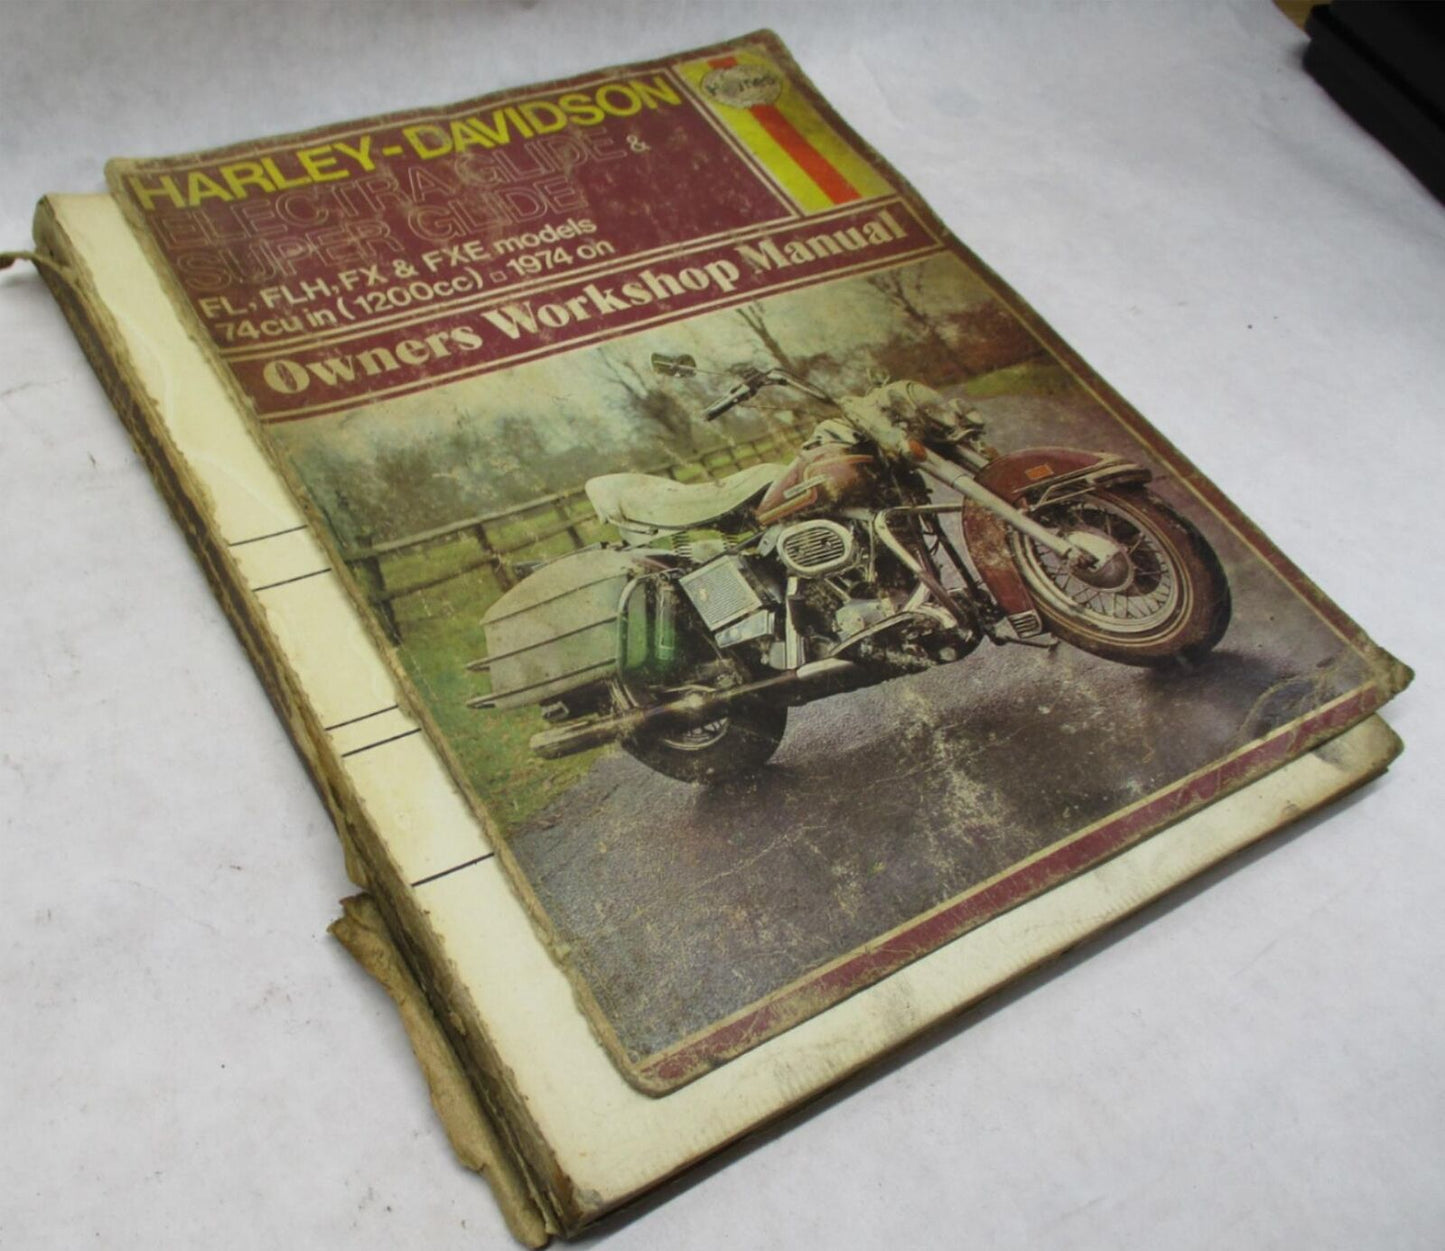 Haynes
HARLEY-DAVIDSON
ELECTRA GLIDE &
SUPER GLIDE
FL, FLH, FX & FXE models
74cu in (1200cc) □ 1974 on
Owners Workshop Manual